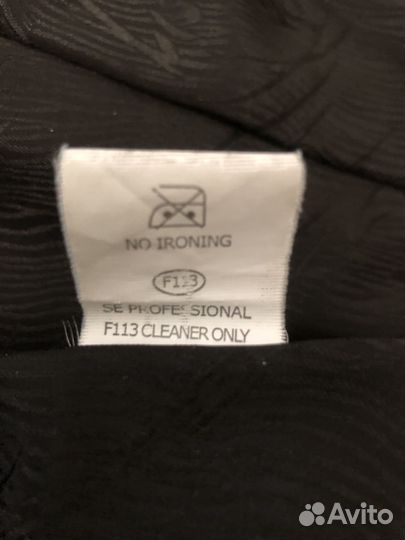 NO IRONING
F113
SE PROFESSIONAL
F113 CLEANER ONLY
Avito